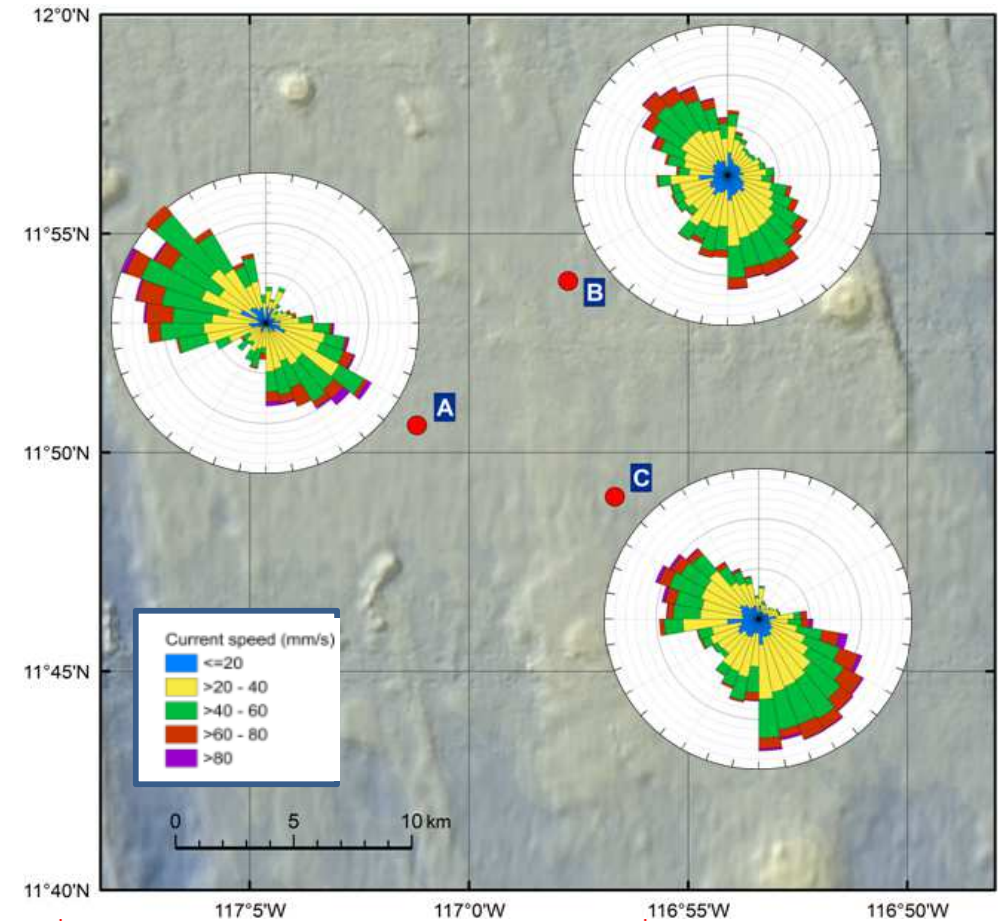 12°0'N
11°55'N
B
A
11°50'N
C
Current speed (mm/s)
<=20
>20 - 40
>40 - 60
>60 - 80
>80
11°45'N
0 5 10 km
11°40'N
117°5'W 117°0'W 116°55'W 116°50'W